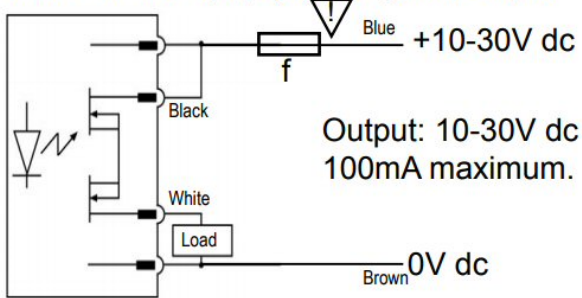 !
Blue
+10-30V dc
f
Black
Output: 10-30V dc
100mA maximum.
White
Load
Brown
0V dc